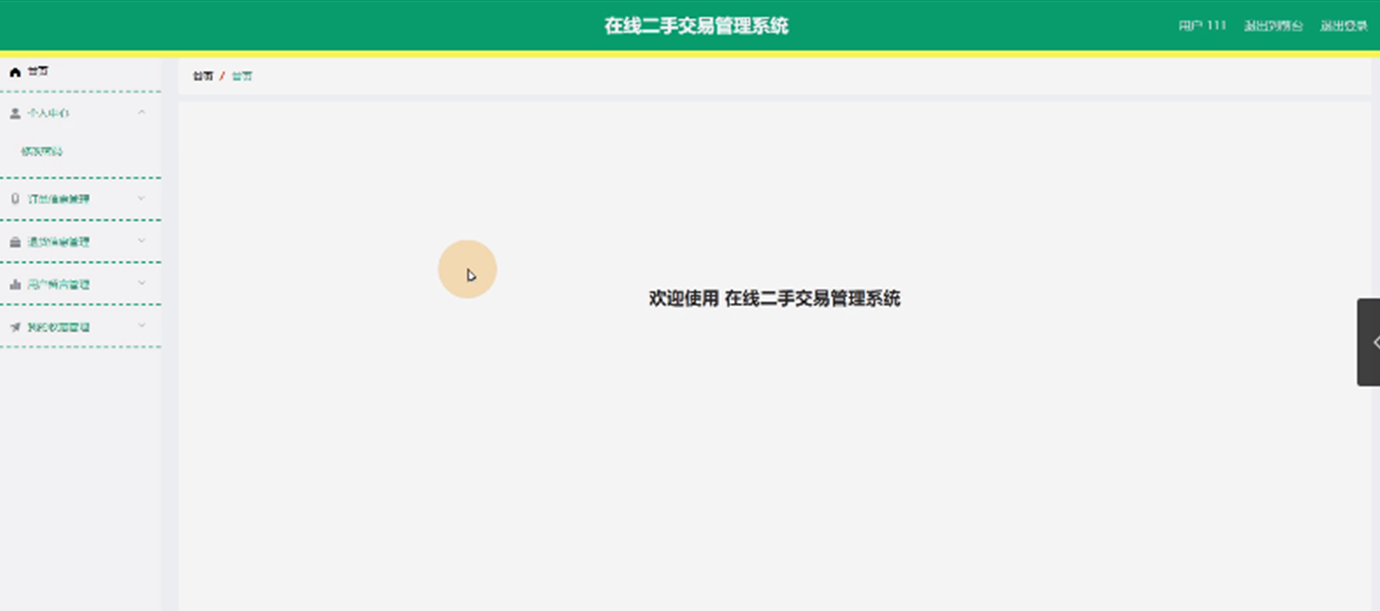 在线二手交易管理系统
用户 111 退出到前台 退出登录
首页
首页 / 首页
个人中心
修改密码
订单信息管理
退货信息管理
用户留言管理
我的收藏管理
欢迎使用 在线二手交易管理系统